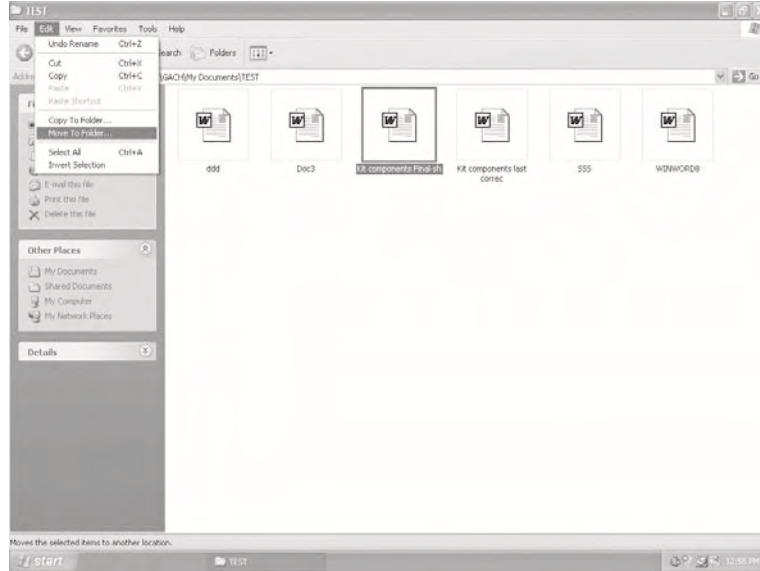 TEST
File Edit View Favorites Tools Help
Undo Rename Ctrl+Z
Cut Ctrl+X
Copy Ctrl+C
Paste Ctrl+V
Paste Shortcut
Copy To Folder...
Move To Folder...
Select All Ctrl+A
Invert Selection
earch Folders
GACH\My Documents\TEST
Go
E-mail this file
Print this file
Delete this file
Other Places
My Documents
Shared Documents
My Computer
My Network Places
Details
ddd
Doc3
Kit components Final-sh
Kit components last
correc
SSS
WINWORD8
Moves the selected items to another location.
start
TEST
12:55 PM